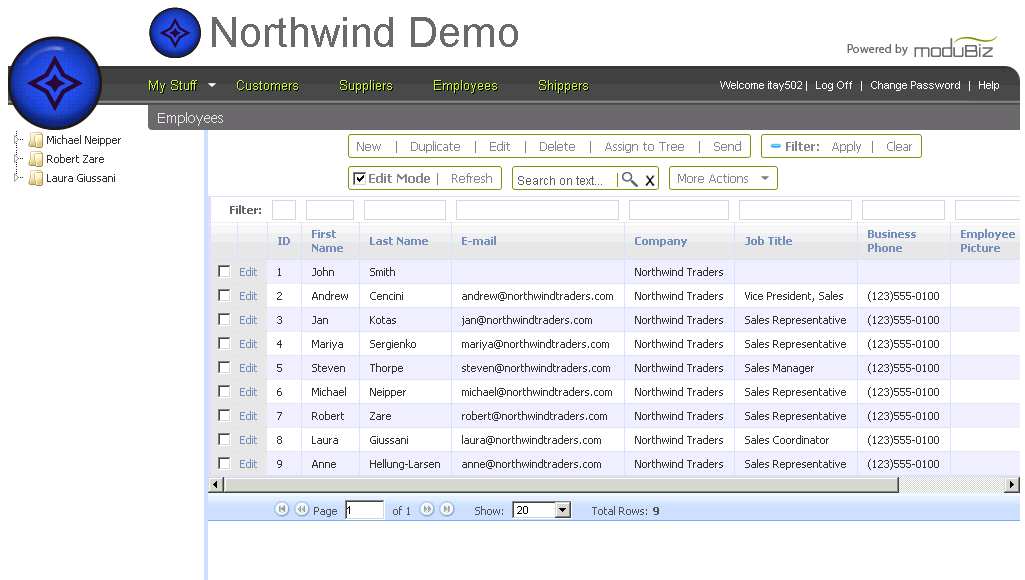 Northwind Demo
Powered by moduBiz
My Stuff Customers Suppliers Employees Shippers Welcome itay502 | Log Off | Change Password | Help
Employees
Michael Neipper
Robert Zare
Laura Giussani
New | Duplicate | Edit | Delete | Assign to Tree | Send Filter: Apply | Clear
Edit Mode | Refresh Search on text... | X More Actions
Filter:
ID First Name Last Name E-mail Company Job Title Business Phone Employee Picture
Edit 1 John Smith Northwind Traders
Edit 2 Andrew Cencini andrew@northwindtraders.com Northwind Traders Vice President, Sales (123)555-0100
Edit 3 Jan Kotas jan@northwindtraders.com Northwind Traders Sales Representative (123)555-0100
Edit 4 Mariya Sergienko mariya@northwindtraders.com Northwind Traders Sales Representative (123)555-0100
Edit 5 Steven Thorpe steven@northwindtraders.com Northwind Traders Sales Manager (123)555-0100
Edit 6 Michael Neipper michael@northwindtraders.com Northwind Traders Sales Representative (123)555-0100
Edit 7 Robert Zare robert@northwindtraders.com Northwind Traders Sales Representative (123)555-0100
Edit 8 Laura Giussani laura@northwindtraders.com Northwind Traders Sales Coordinator (123)555-0100
Edit 9 Anne Hellung-Larsen anne@northwindtraders.com Northwind Traders Sales Representative (123)555-0100
Page 1 of 1 Show: 20 Total Rows: 9